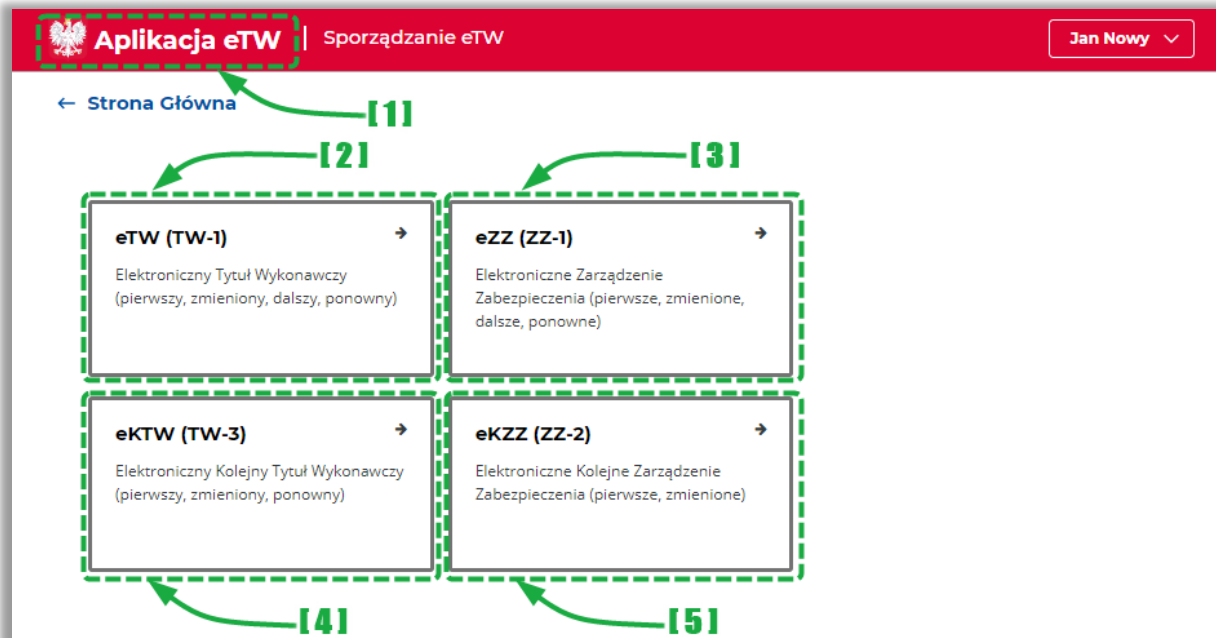 Aplikacja eTW | Sporządzanie eTW
Jan Nowy
← Strona Główna
[1]
[2]
[3]
eTW (TW-1) →
Elektroniczny Tytuł Wykonawczy
(pierwszy, zmieniony, dalszy, ponowny)
eZZ (ZZ-1) →
Elektroniczne Zarządzenie
Zabezpieczenia (pierwsze, zmienione,
dalsze, ponowne)
eKTW (TW-3) →
Elektroniczny Kolejny Tytuł Wykonawczy
(pierwszy, zmieniony, ponowny)
eKZZ (ZZ-2) →
Elektroniczne Kolejne Zarządzenie
Zabezpieczenia (pierwsze, zmienione)
[4]
[5]